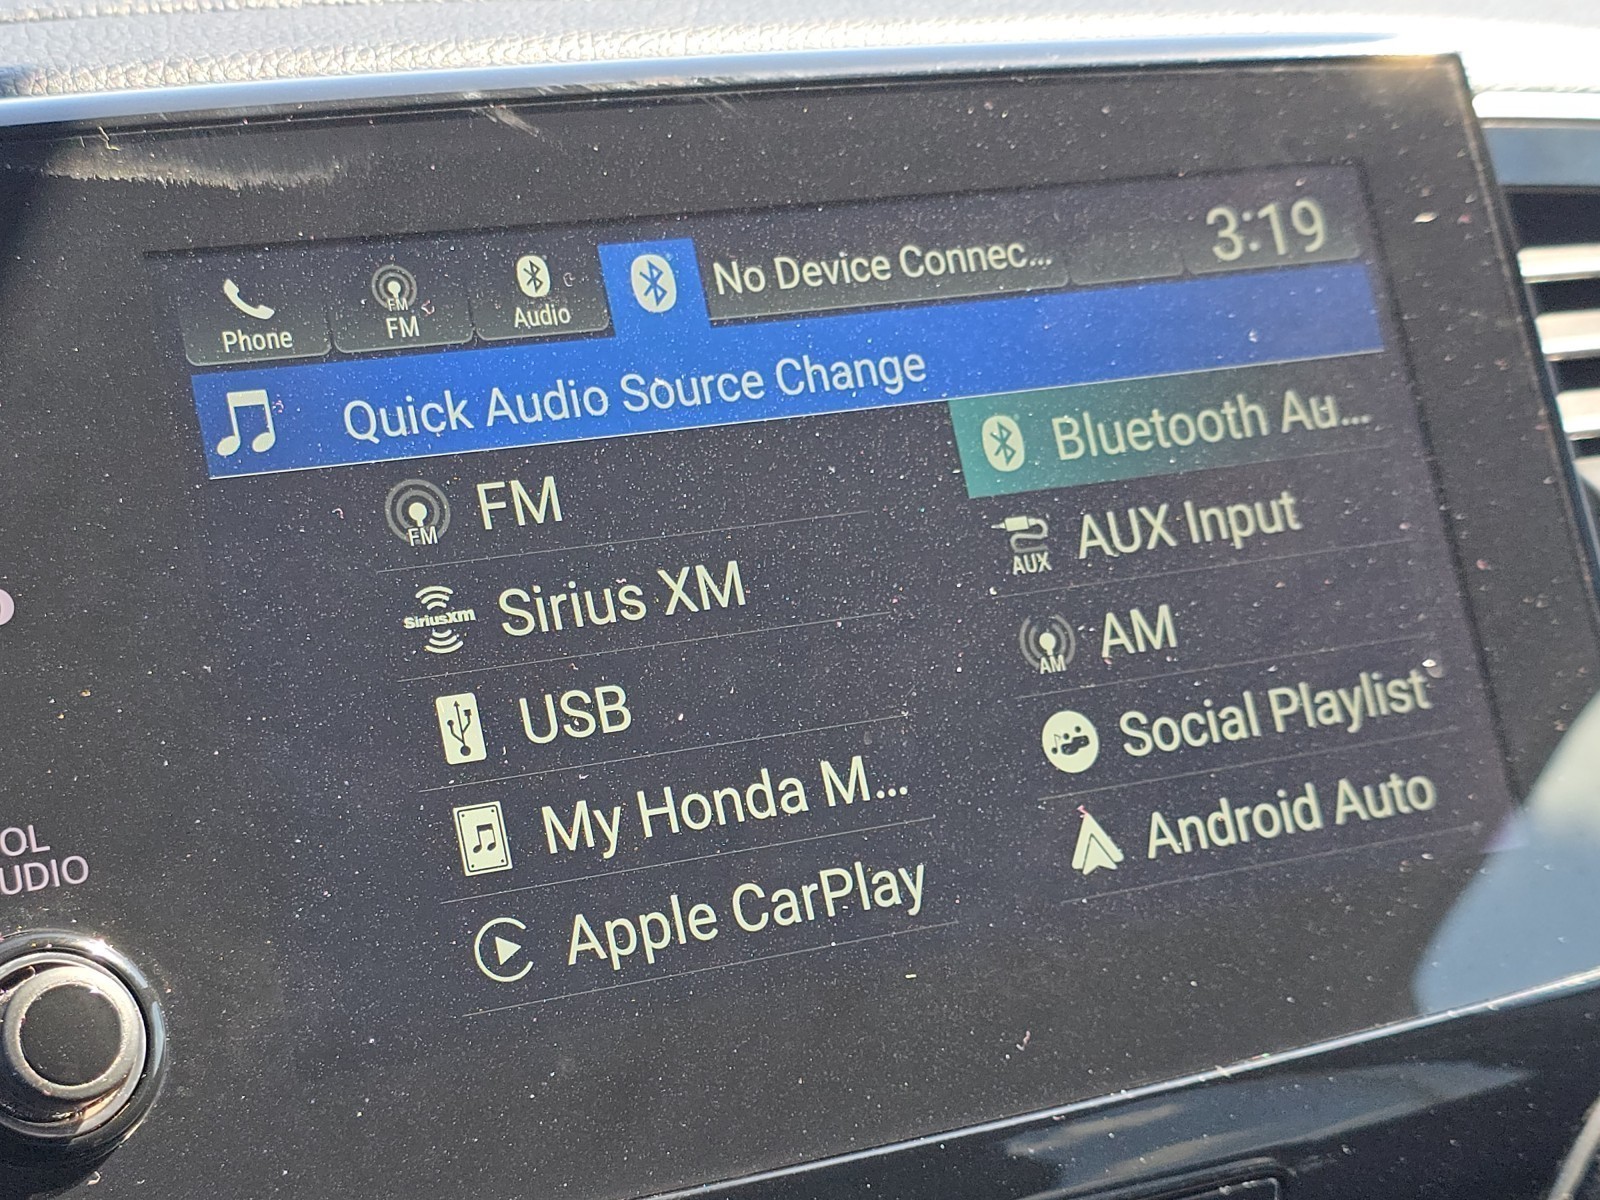 Phone
FM
FM
Audio
No Device Connec...
3:19
Quick Audio Source Change
FM
FM
Bluetooth Au...
SiriusXM
Sirius XM
AUX
AUX Input
USB
AM
AM
My Honda M...
Social Playlist
Apple CarPlay
Android Auto
OL
UDIO